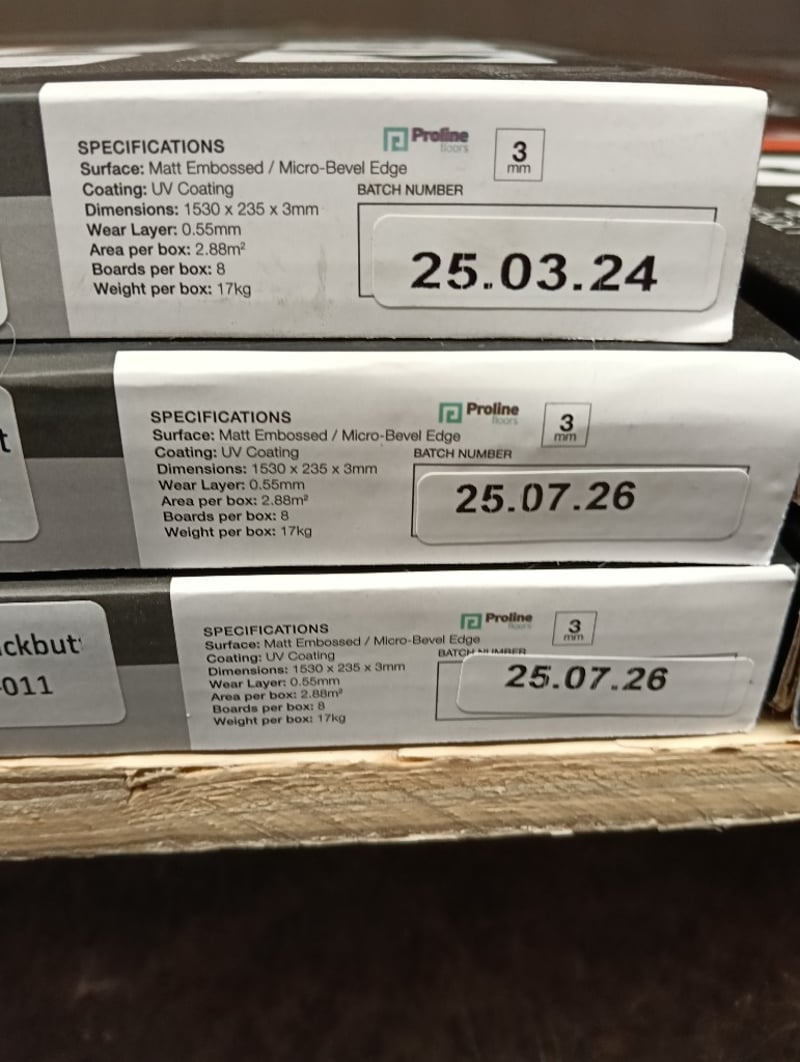 SPECIFICATIONS
Surface: Matt Embossed / Micro-Bevel Edge
Coating: UV Coating
Dimensions: 1530 x 235 x 3mm
Wear Layer: 0.55mm
Area per box: 2.88m²
Boards per box: 8
Weight per box: 17kg
Proline
floors
3
mm
BATCH NUMBER
25.03.24
t
SPECIFICATIONS
Surface: Matt Embossed / Micro-Bevel Edge
Coating: UV Coating
Dimensions: 1530 x 235 x 3mm
Wear Layer: 0.55mm
Area per box: 2.88m²
Boards per box: 8
Weight per box: 17kg
Proline
floors
3
mm
BATCH NUMBER
25.07.26
ckbut
-011
SPECIFICATIONS
Surface: Matt Embossed / Micro-Bevel Edge
Coating: UV Coating
Dimensions: 1530 x 235 x 3mm
Wear Layer: 0.55mm
Area per box: 2.88m²
Boards per box: 8
Weight per box: 17kg
Proline
floors
3
mm
BATCH NUMBER
25.07.26